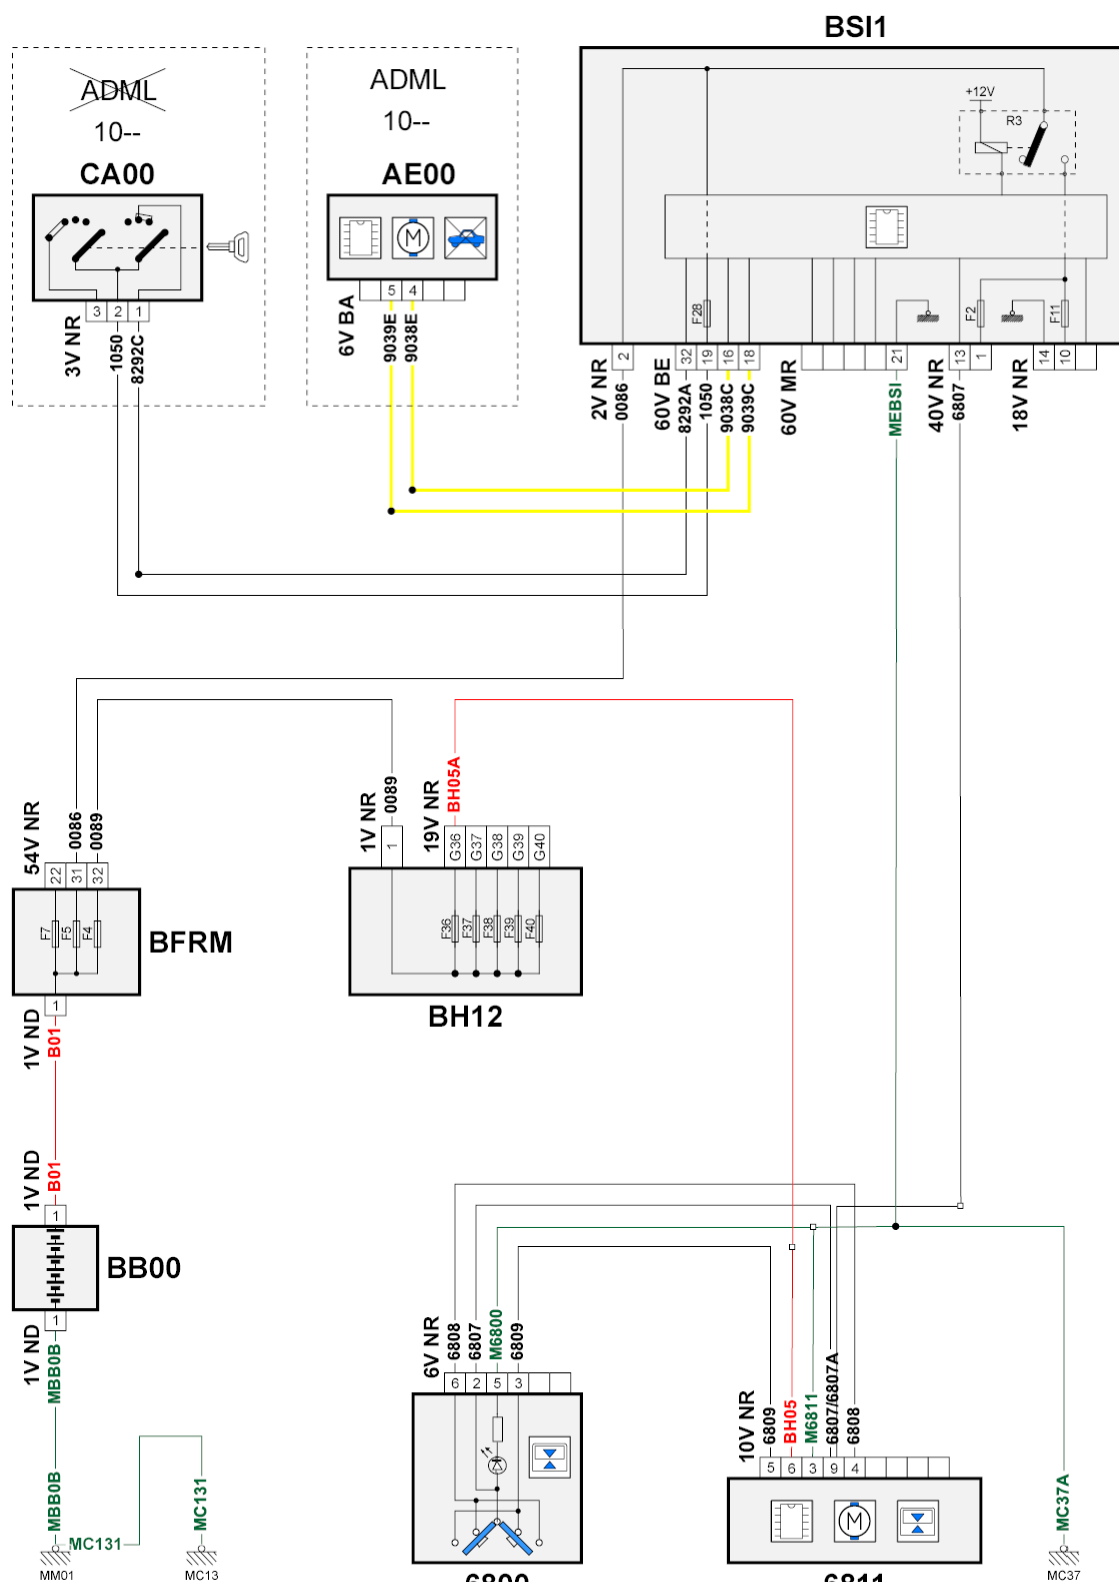 BSI1
ADML
10--
CA00
3
2
1
3V NR
1050
8292C
ADML
10--
AE00
M
5
4
6V BA
9039E
9038E
+12V
R3
F28
F2
F11
2
32
19
16
18
21
13
1
14
10
2V NR
0086
60V BE
8292A
1050
9038C
9039C
60V MR
MEBSI
40V NR
6807
18V NR
54V NR
0086
0089
22
31
32
F7
F5
F4
BFRM
1
1V ND
B01
1V NR
0089
19V NR
BH05A
1
G36
G37
G38
G39
G40
F36
F37
F38
F39
F40
BH12
1V ND
B01
1
BB00
1
1V ND
MBB0B
MBB0B
MC131
MC131
MM01
MC13
6V NR
6808
6807
M6800
6809
6
2
5
3
6800
10V NR
6809
BH05
M6811
6807/6807A
6808
5
6
3
9
4
M
6811
MC37A
MC37